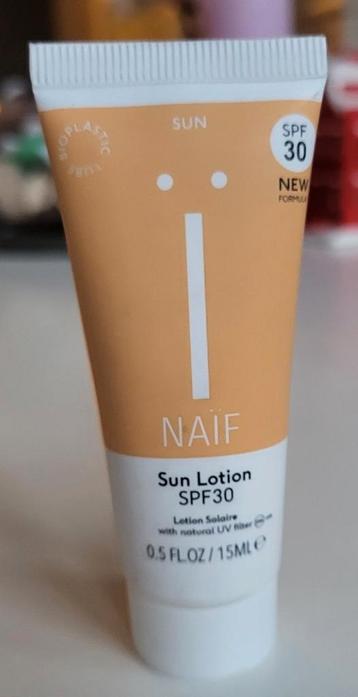 SUN
BIOPLASTIC TUBE
SPF
30
NEW
FORMULA
Ï
NAÏF
Sun Lotion
SPF30
Lotion Solaire
with natural UV filter
0.5 FL.OZ / 15ML ℮